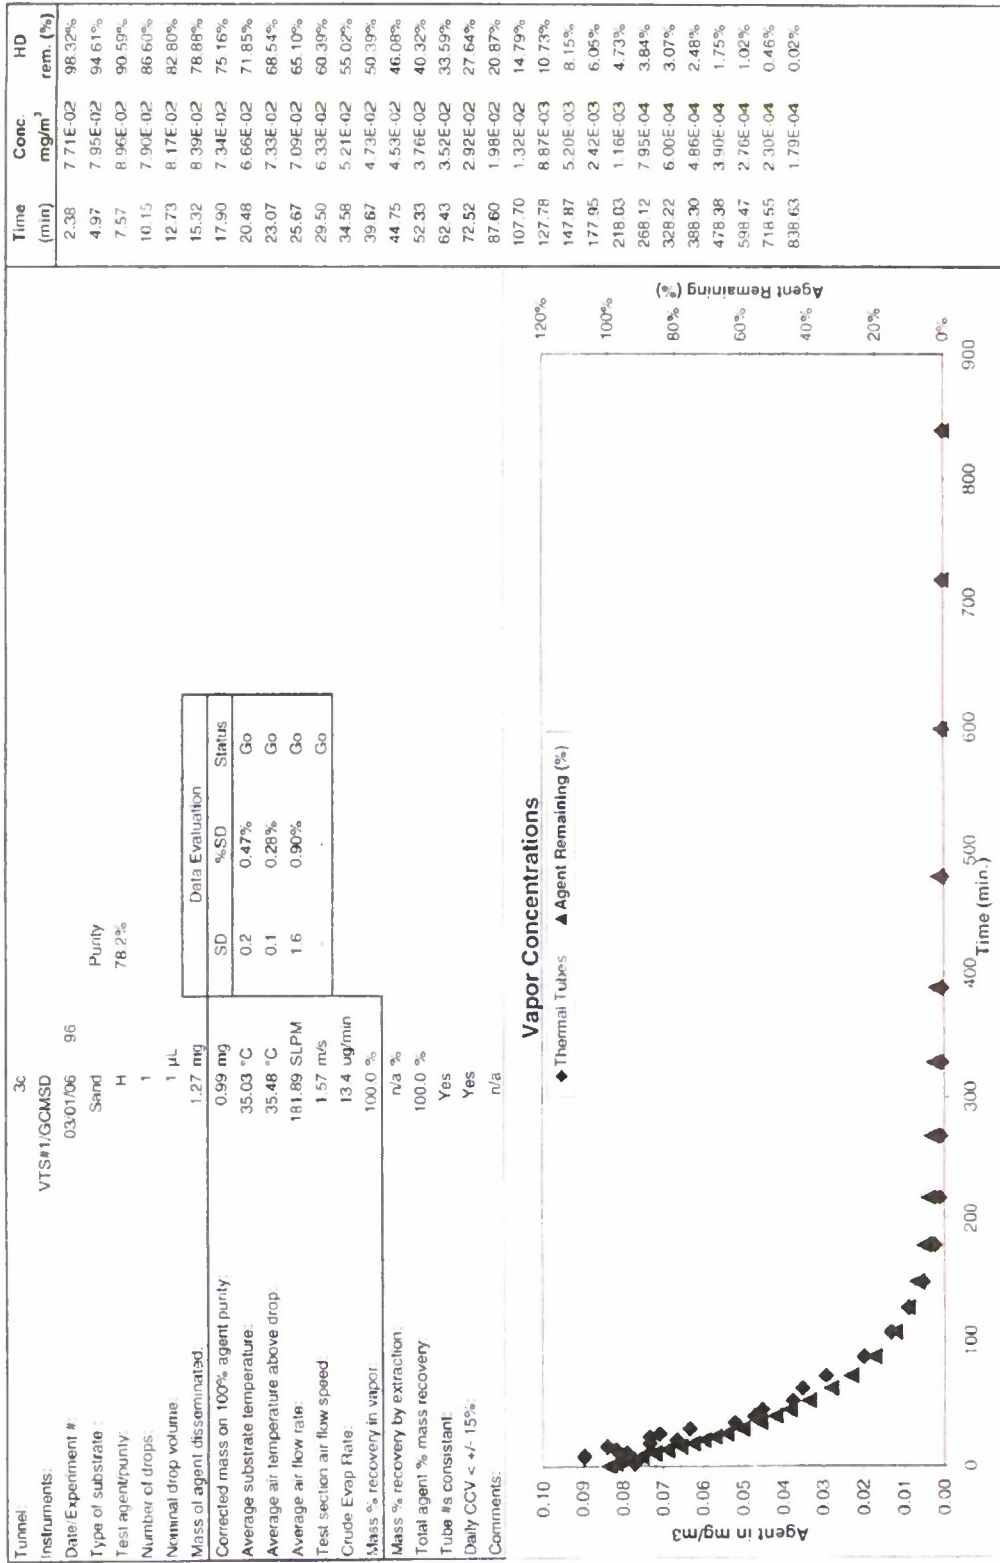 Tunnel: 3c
Instruments: VTS#1/GCMSD
Date/Experiment #: 03/01/06 96
Type of substrate: Sand Purity
Test agent/purity: H 78.2%
Number of drops: 1
Nominal drop volume: 1 µL
Mass of agent disseminated: 1.27 mg Data Evaluation
Corrected mass on 100% agent purity: 0.99 mg SD %SD Status
Average substrate temperature: 35.03 °C 0.2 0.47% Go
Average air temperature above drop: 35.48 °C 0.1 0.28% Go
Average air flow rate: 181.89 SLPM 1.6 0.90% Go
Test section air flow speed: 1.57 m/s - - Go
Crude Evap Rate: 13.4 ug/min
Mass % recovery in vapor: 100.0 %
Mass % recovery by extraction: n/a %
Total agent % mass recovery: 100.0 %
Tube #s consistant: Yes
Daily CCV < +/- 15%: Yes
Comments: n/a
Vapor Concentrations
◆ Thermal Tubes ▲ Agent Remaining (%)
Agent in mg/m3
0.10
0.09
0.08
0.07
0.06
0.05
0.04
0.03
0.02
0.01
0.00
0 100 200 300 400 500 600 700 800 900
Time (min.)
120%
100%
80%
60%
40%
20%
0%
Agent Remaining (%)
Time Conc. HD
(min) mg/m³ rem. (%)
2.38 7.71E-02 98.32%
4.97 7.95E-02 94.61%
7.57 8.96E-02 90.59%
10.15 7.90E-02 86.60%
12.73 8.17E-02 82.80%
15.32 8.39E-02 78.88%
17.90 7.34E-02 75.16%
20.48 6.66E-02 71.85%
23.07 7.33E-02 68.54%
25.67 7.09E-02 65.10%
29.50 6.33E-02 60.39%
34.58 5.21E-02 55.02%
39.67 4.73E-02 50.39%
44.75 4.53E-02 46.08%
52.33 3.76E-02 40.32%
62.43 3.52E-02 33.59%
72.52 2.92E-02 27.64%
87.60 1.98E-02 20.87%
107.70 1.32E-02 14.79%
127.78 8.87E-03 10.73%
147.87 5.20E-03 8.15%
177.95 2.42E-03 6.05%
218.03 1.16E-03 4.73%
268.12 7.95E-04 3.84%
328.22 6.00E-04 3.07%
388.30 4.86E-04 2.48%
478.38 3.90E-04 1.75%
598.47 2.76E-04 1.02%
718.55 2.30E-04 0.46%
838.63 1.79E-04 0.02%